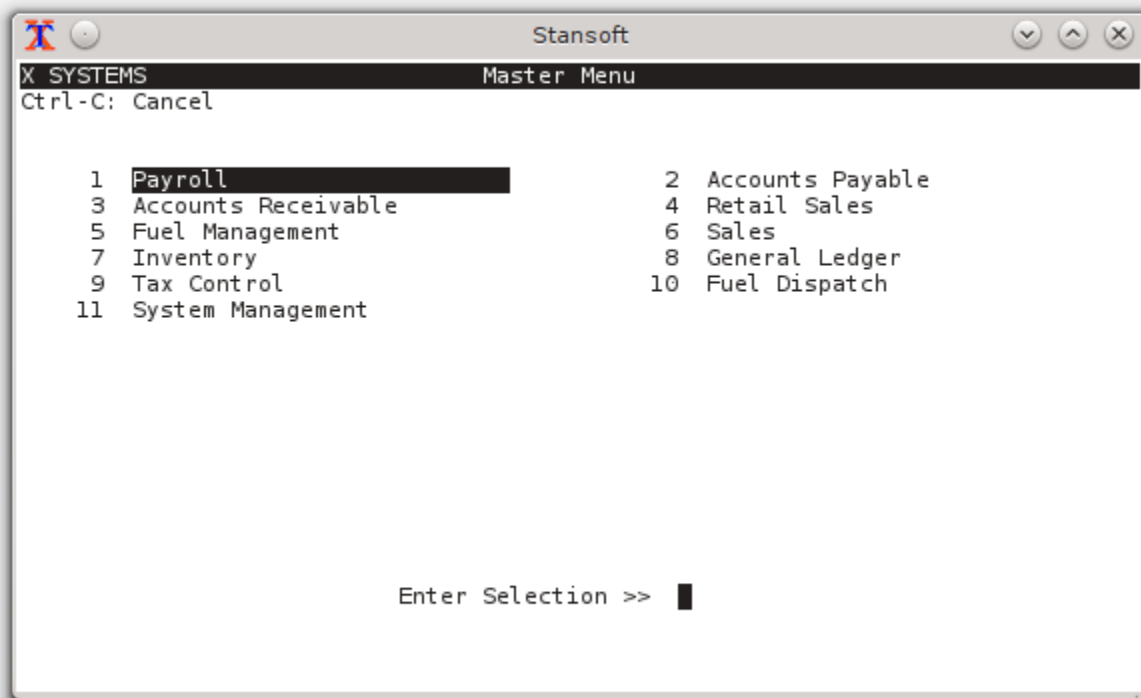 Stansoft
X SYSTEMS Master Menu
Ctrl-C: Cancel
1 Payroll 2 Accounts Payable
3 Accounts Receivable 4 Retail Sales
5 Fuel Management 6 Sales
7 Inventory 8 General Ledger
9 Tax Control 10 Fuel Dispatch
11 System Management
Enter Selection >>